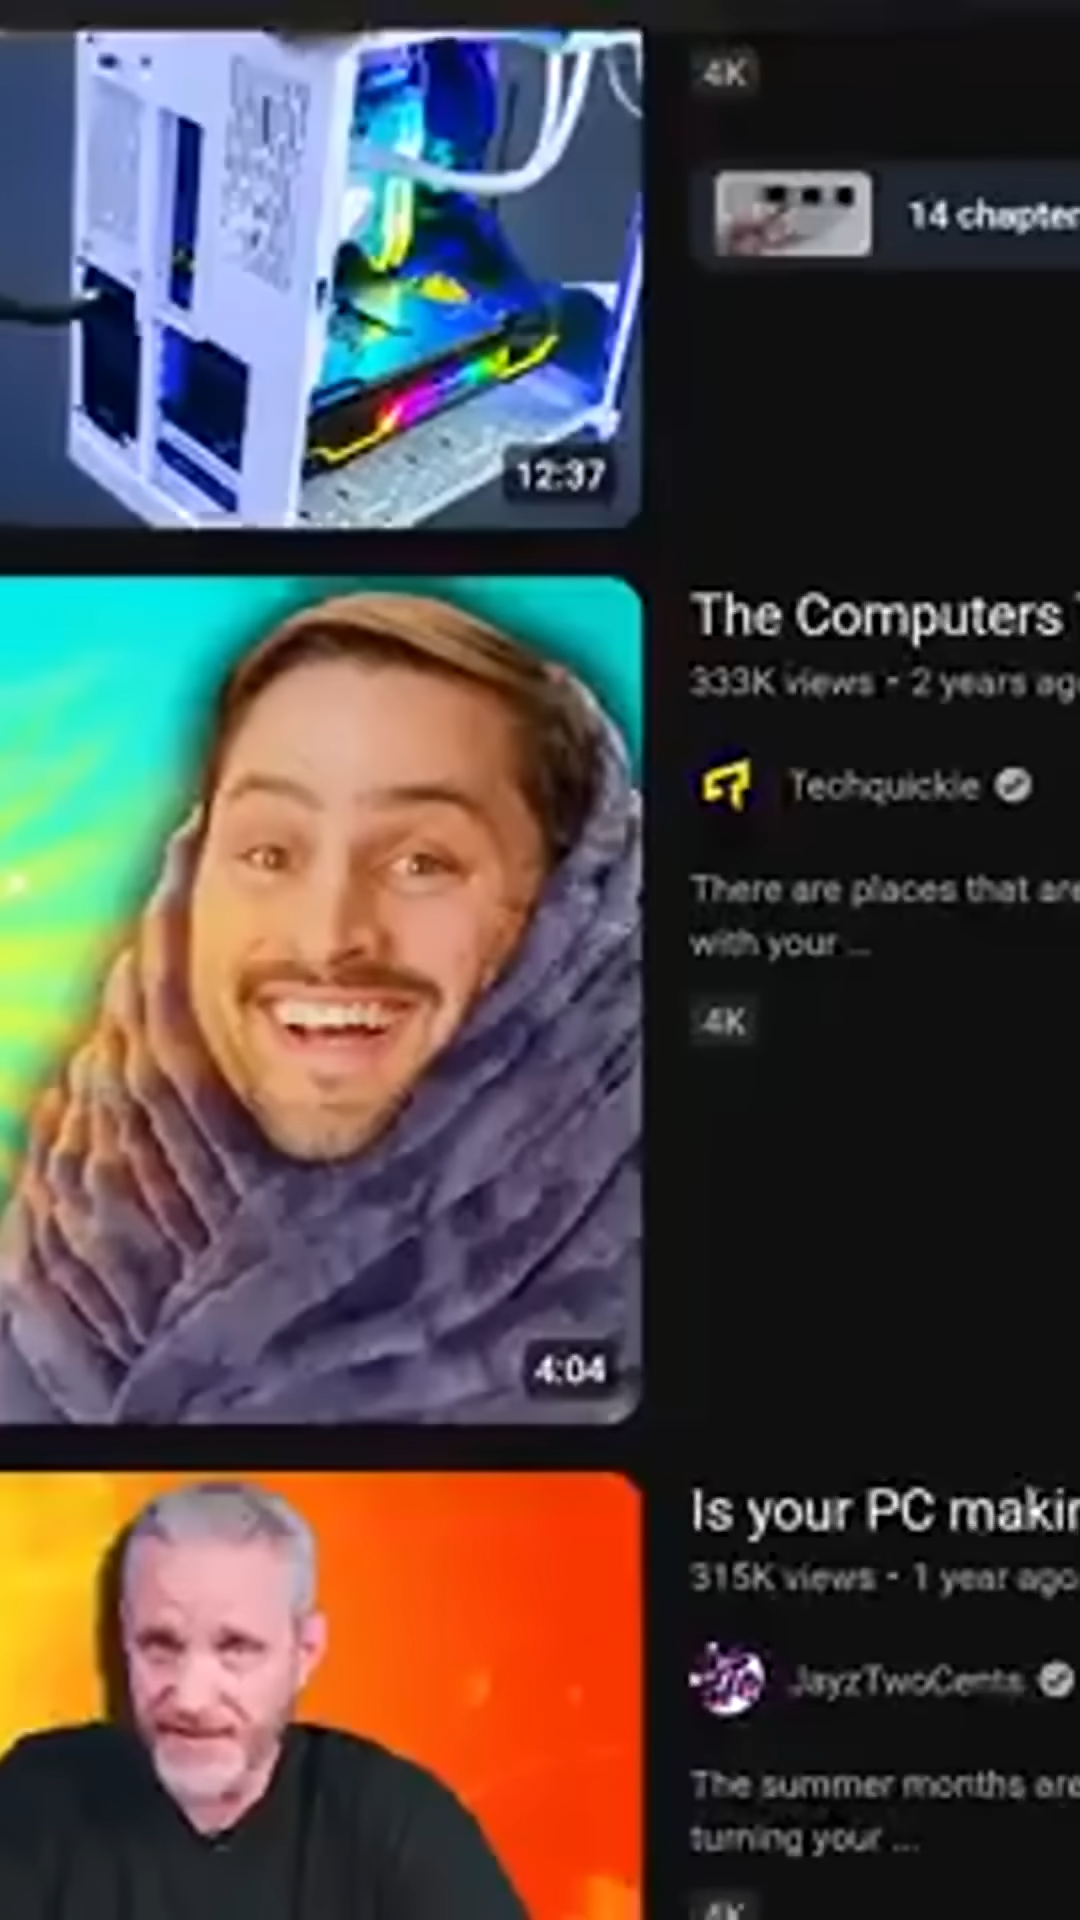 4K
14 chapter
12:37
The Computers
333K views • 2 years ag
Techquickie
There are places that are
with your ...
4K
4:04
Is your PC makin
315K views • 1 year ago
JayzTwoCents
The summer months are
turning your ...
4K